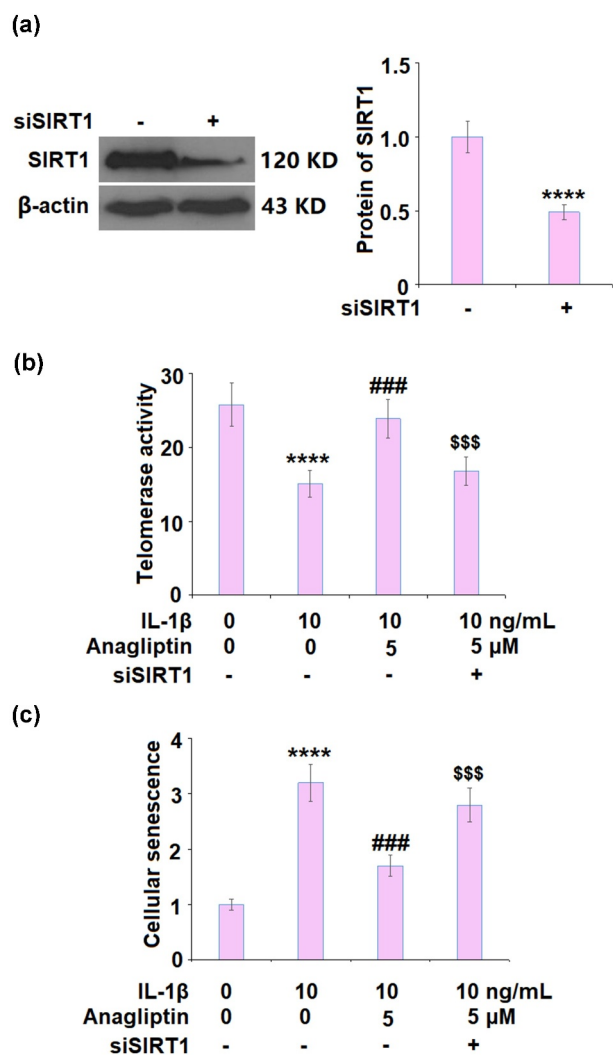 (a)
siSIRT1 - +
SIRT1 120 KD
β-actin 43 KD
Protein of SIRT1
1.5
1.0
0.5
0
siSIRT1 - +
(b)
Telomerase activity
30
20
10
0
****
###
$$$
IL-1β 0 10 10 10 ng/mL
Anagliptin 0 0 5 5 μM
siSIRT1 - - - +
(c)
Cellular senescence
4
3
2
1
0
****
###
$$$
IL-1β 0 10 10 10 ng/mL
Anagliptin 0 0 5 5 μM
siSIRT1 - - - +
****